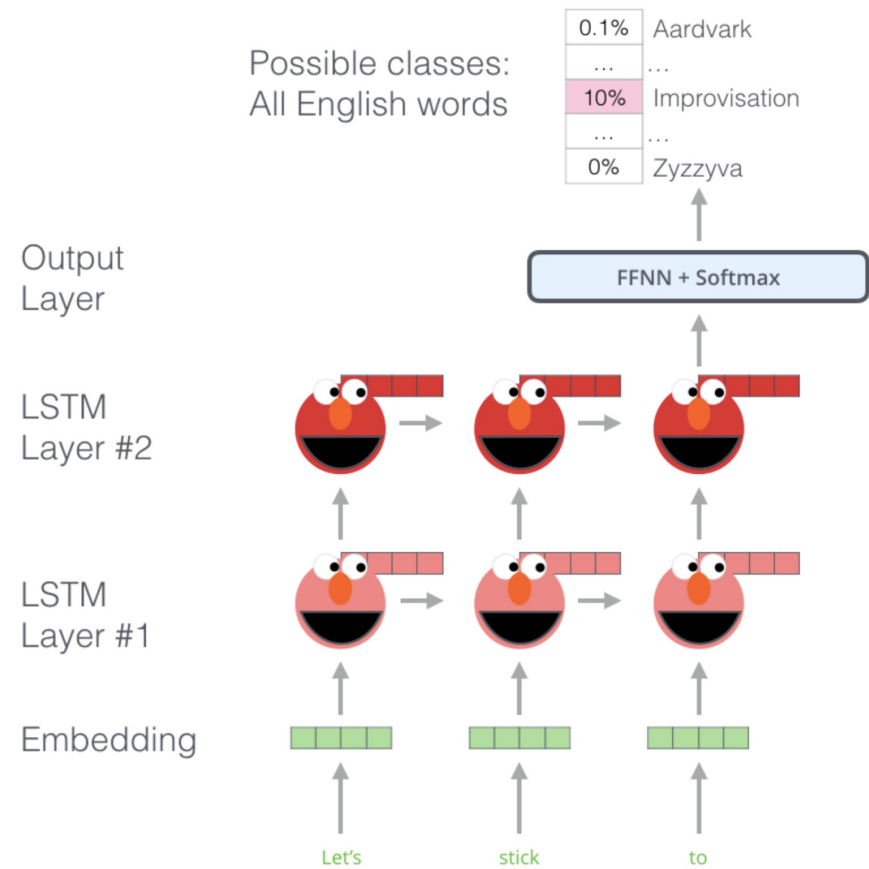 Possible classes:
All English words
0.1% Aardvark
... ...
10% Improvisation
... ...
0% Zyzzyva
Output
Layer
FFNN + Softmax
LSTM
Layer #2
LSTM
Layer #1
Embedding
Let's stick to